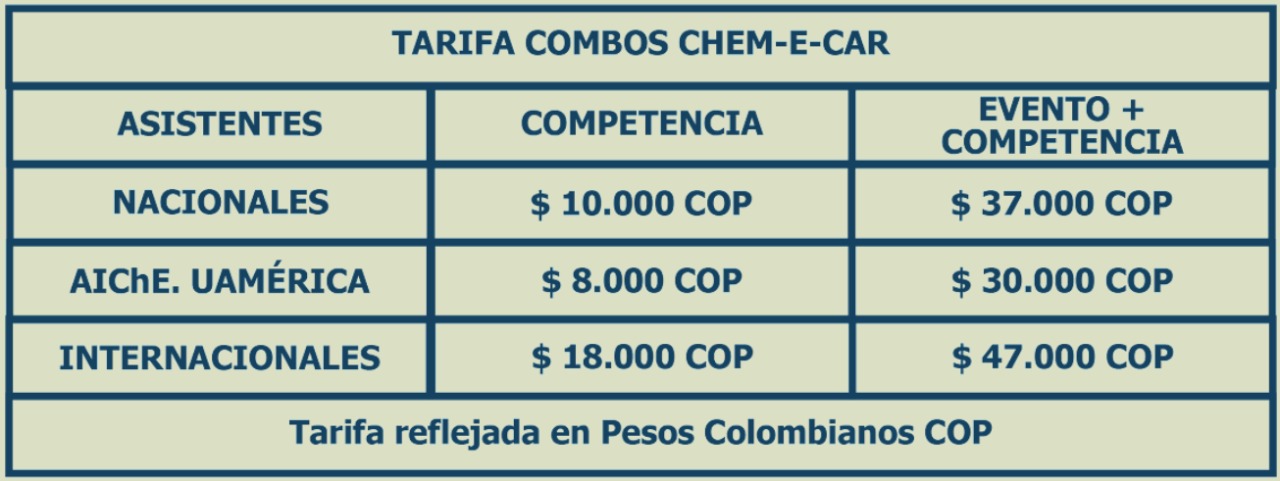 TARIFA COMBOS CHEM-E-CAR
ASISTENTES
COMPETENCIA
EVENTO +
COMPETENCIA
NACIONALES
$ 10.000 COP
$ 37.000 COP
AIChE. UAMÉRICA
$ 8.000 COP
$ 30.000 COP
INTERNACIONALES
$ 18.000 COP
$ 47.000 COP
Tarifa reflejada en Pesos Colombianos COP